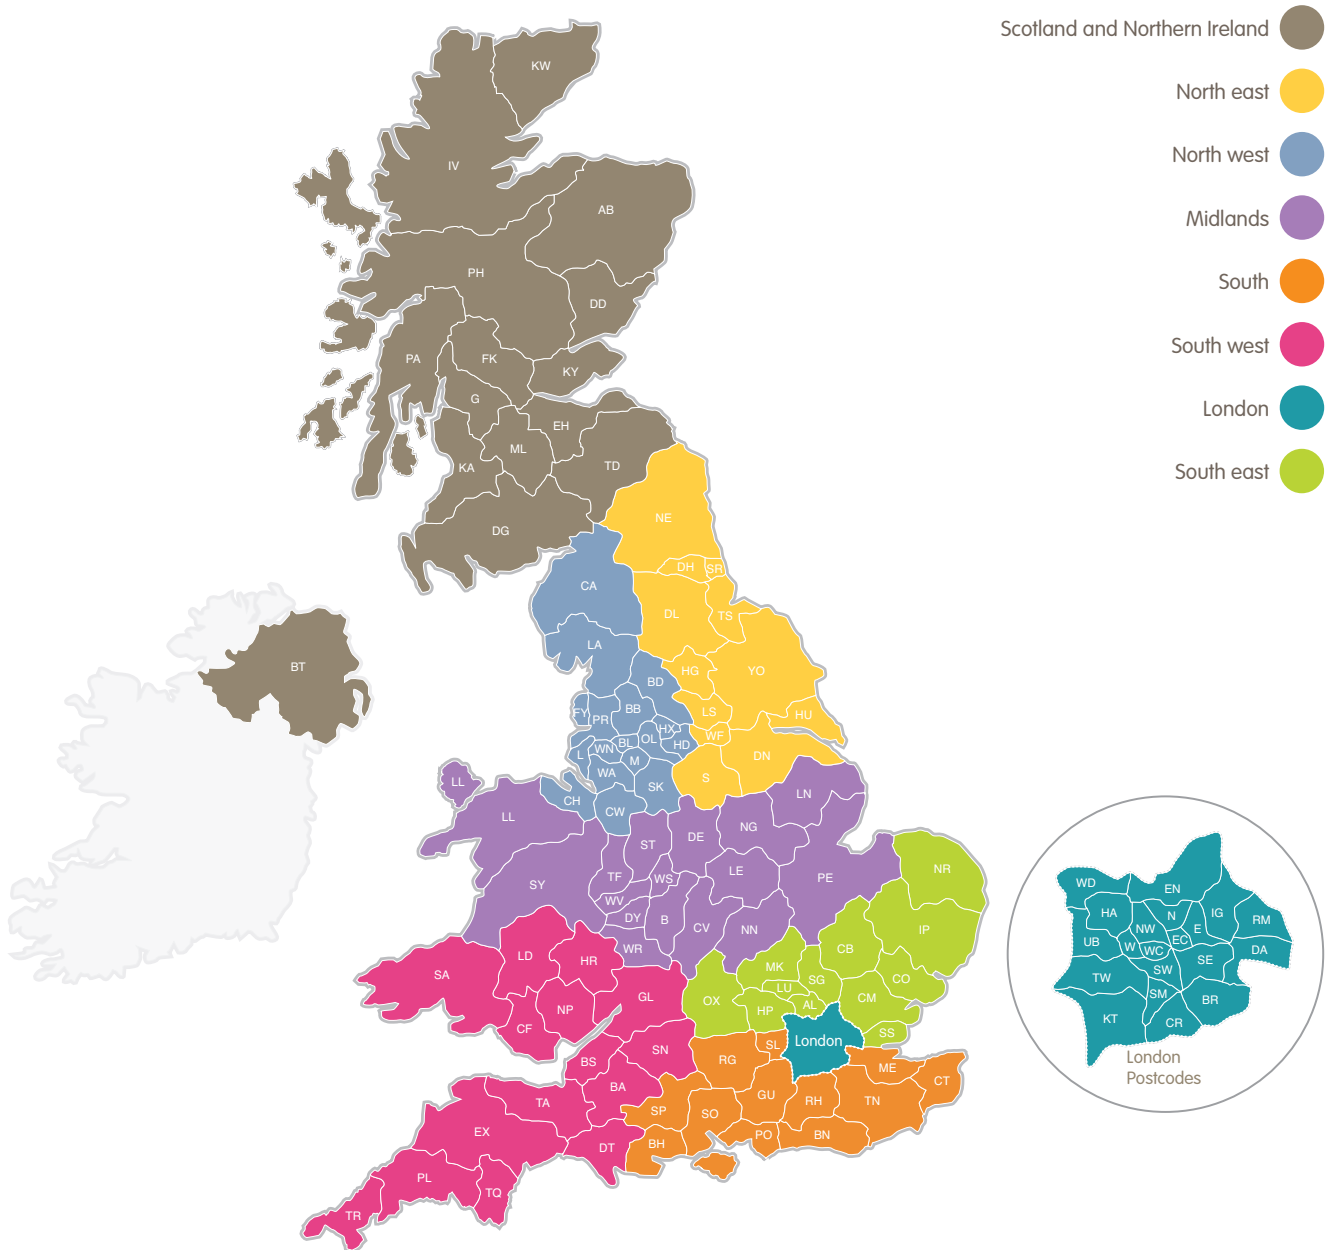 Scotland and Northern Ireland
North east
North west
Midlands
South
South west
London
South east
KW
IV
AB
PH
DD
PA
FK
KY
G
EH
ML
KA
TD
DG
NE
DH
SR
CA
DL
TS
LA
BT
HG
YO
BD
LS
HU
FY
PR
BB
HX
WF
OL
HD
DN
L
WN
BL
M
WA
S
SK
LL
LL
CH
CW
LN
NG
DE
ST
LE
PE
NR
SY
TF
WS
WV
DY
B
CV
NN
IP
WR
CB
LD
HR
SA
MK
SG
CO
LU
GL
OX
HP
AL
CM
NP
CF
SS
London
SN
RG
SL
BS
ME
CT
BA
GU
RH
TN
TA
SP
SO
EX
PO
BN
BH
DT
PL
TQ
TR
WD
EN
HA
N
IG
RM
NW
E
UB
W
WC
EC
SE
DA
TW
SW
SM
BR
KT
CR
London
Postcodes